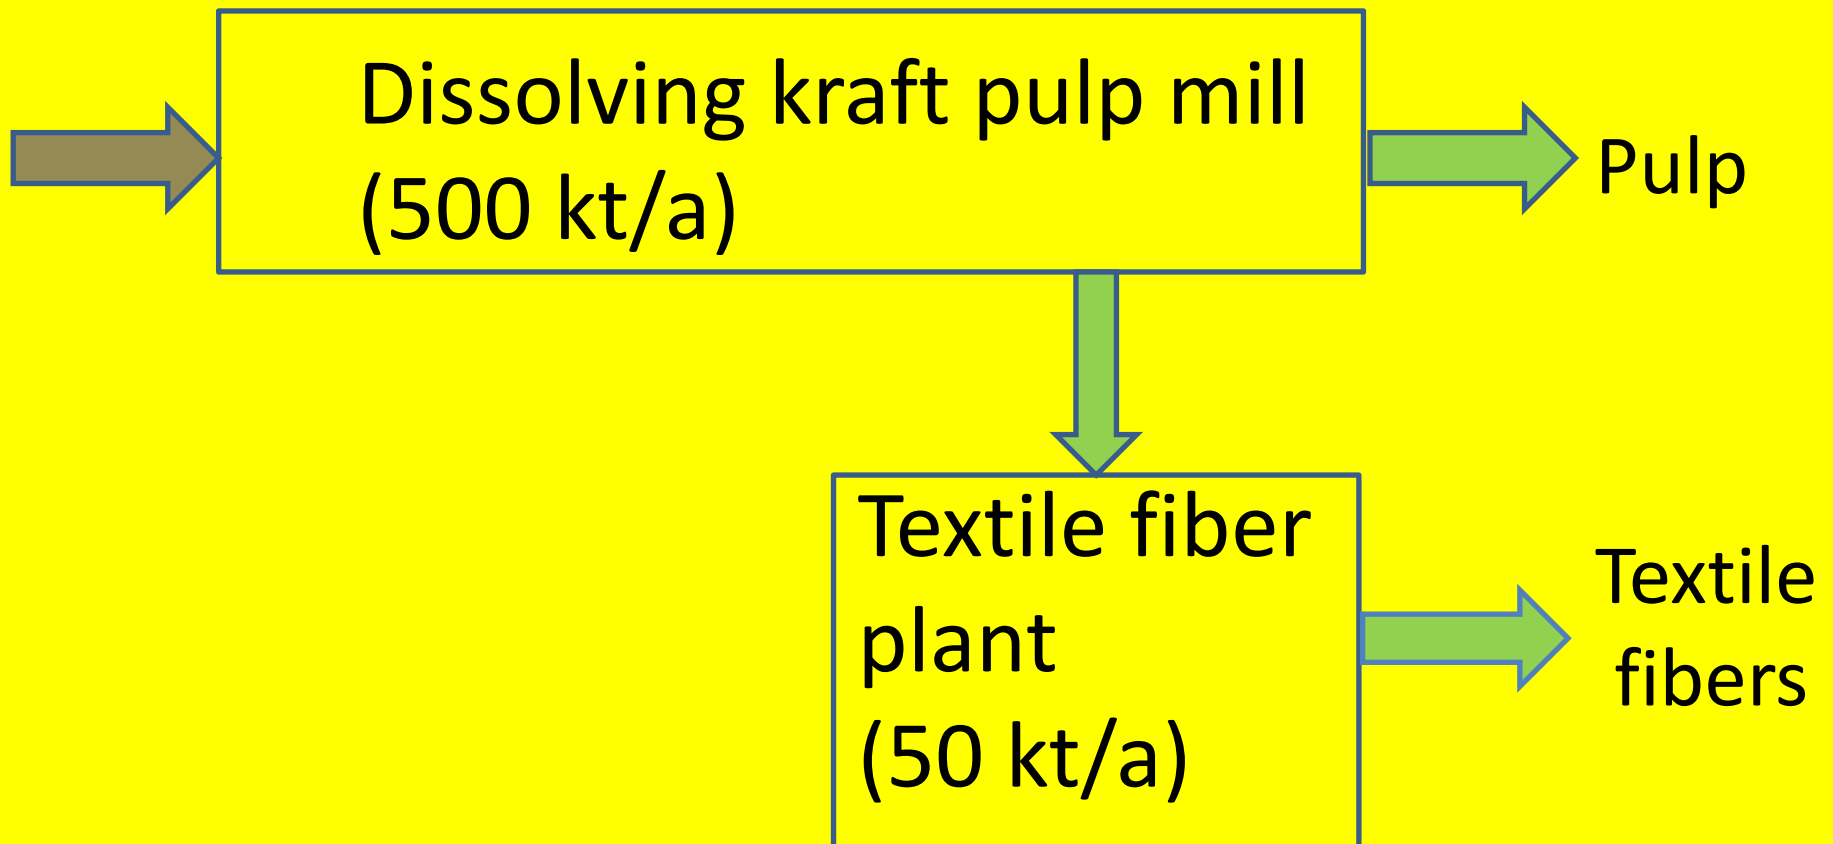 Dissolving kraft pulp mill
(500 kt/a)
Pulp
Textile fiber
plant
(50 kt/a)
Textile
fibers